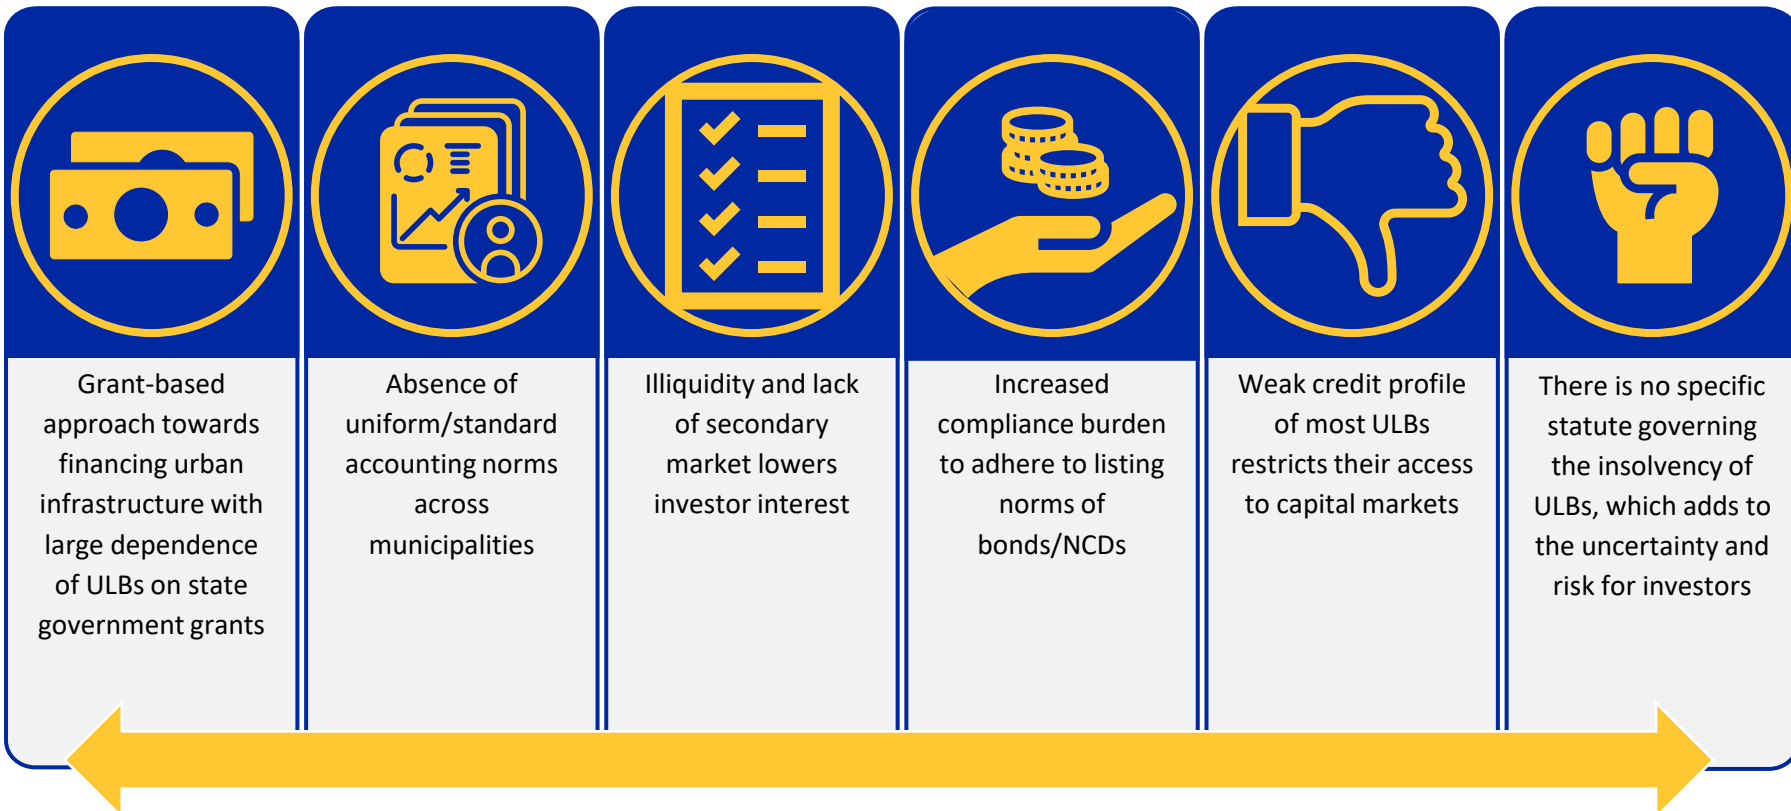 Grant-based
approach towards
financing urban
infrastructure with
large dependence
of ULBs on state
government grants
Absence of
uniform/standard
accounting norms
across
municipalities
Illiquidity and lack
of secondary
market lowers
investor interest
Increased
compliance burden
to adhere to listing
norms of
bonds/NCDs
Weak credit profile
of most ULBs
restricts their access
to capital markets
There is no specific
statute governing
the insolvency of
ULBs, which adds to
the uncertainty and
risk for investors